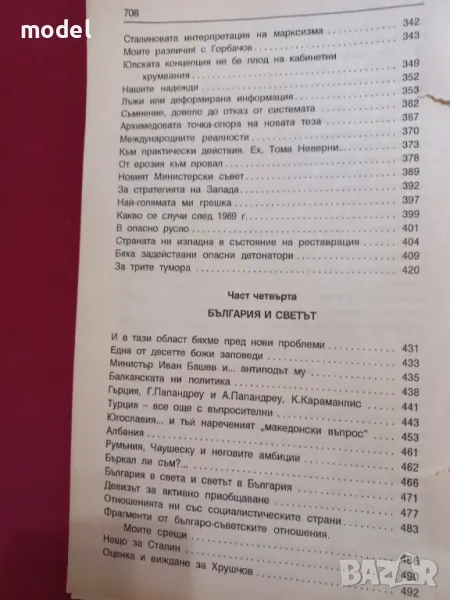 model
model
708
Сталиновата интерпретация на марксизма 342
Моите различия с Горбачов 343
Юлската концепция не бе плод на кабинетни
хрумвания 349
Нашите надежди 352
Лъжи или деформирана информация 353
Съмнение, довело до отказ от системата 362
Архимедовата точка-опора на новата теза 367
Международните реалности 370
Към практически действия. Ех, Тома Неверни... 373
От ерозия към провал 378
Новият Министерски съвет 389
За стратегията на Запада 392
Най-голямата ми грешка 397
Какво се случи след 1989 г. 399
В опасно русло 401
Страната ни изпадна в състояние на реставрация 404
Бяха задействани опасни детонатори 409
За трите тумора 420
Част четвърта
БЪЛГАРИЯ И СВЕТЪТ
И в тази област бяхме пред нови проблеми 431
Една от десетте божи заповеди 433
Министър Иван Башев и... антиподът му 435
Балканската ни политика 438
Гърция, Г.Папандреу и А.Папандреу, К.Караманлис 441
Турция – все още с въпросителни 443
Югославия... и тъй нареченият „македонски въпрос“ 453
Албания 461
Румъния, Чаушеску и неговите амбиции 462
Бъркал ли съм?... 466
България в света и светът в България 471
Девизът за активно приобщаване 477
Отношенията ни със социалистическите страни 483
Фрагменти от българо-съветските отношения.
Моите срещи 486
Нещо за Сталин 490
Оценка и виждане за Хрушчов 492
bazar.bg